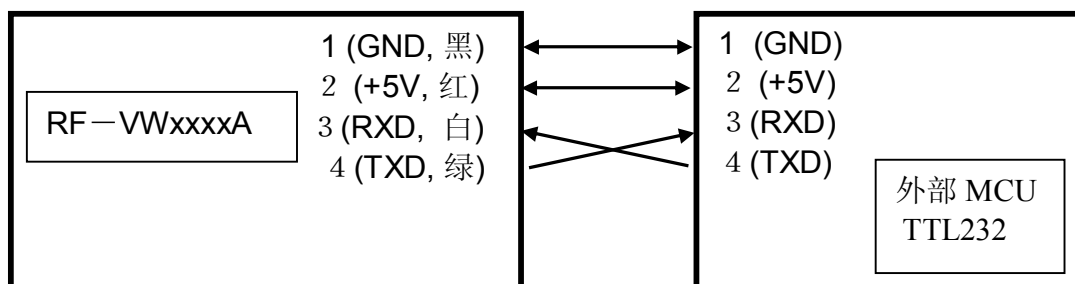 1 (GND, 黑)
2 (+5V, 红)
3 (RXD, 白)
4 (TXD, 绿)
RF－VWxxxxA
1 (GND)
2 (+5V)
3 (RXD)
4 (TXD)
外部 MCU
TTL232